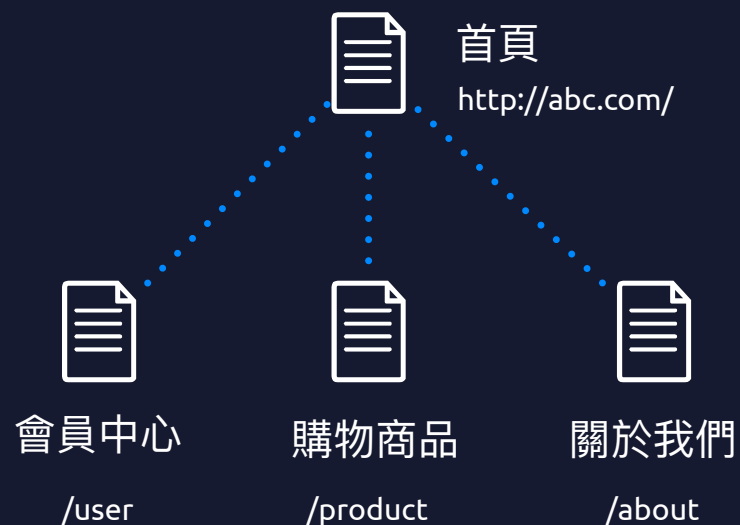 首頁
http://abc.com/
會員中心
購物商品
關於我們
/user
/product
/about